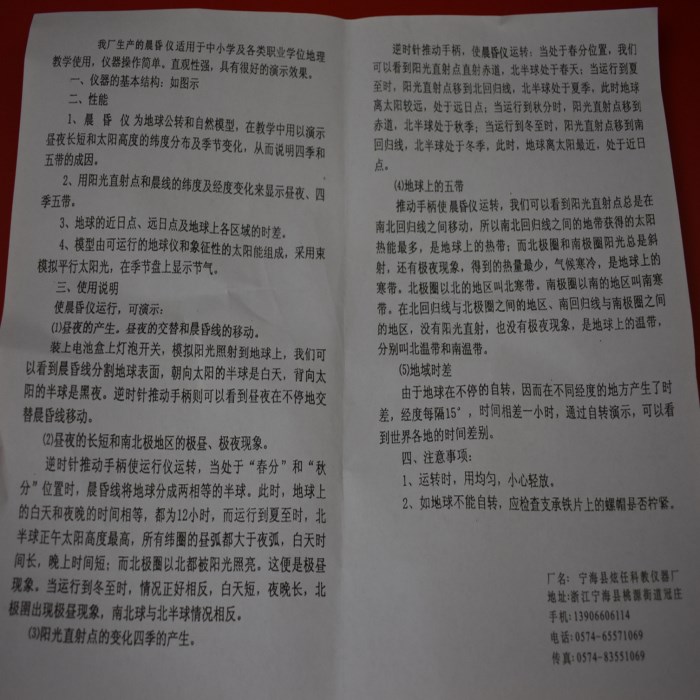 我厂生产的晨昏仪适用于中小学及各类职业学位地理
教学使用，仪器操作简单。直观性强，具有很好的演示效果。
一、仪器的基本结构：如图示
二、性能
1、晨 昏 仪 为地球公转和自然模型，在教学中用以演示
昼夜长短和太阳高度的纬度分布及季节变化，从而说明四季和
五带的成因。
2、用阳光直射点和晨线的纬度及经度变化来显示昼夜、四
季五带。
3、地球的近日点、远日点及地球上各区域的时差。
4、模型由可运行的地球仪和象征性的太阳能组成，采用束
模拟平行太阳光，在季节盘上显示节气。
三、使用说明
使晨昏仪运行，可演示：
⑴昼夜的产生。昼夜的交替和晨昏线的移动。
装上电池盒上灯泡开关，模拟阳光照射到地球上，我们可
以看到晨昏线分割地球表面，朝向太阳的半球是白天，背向太
阳的半球是黑夜。逆时针推动手柄则可以看到昼夜在不停地交
替晨昏线移动。
⑵昼夜的长短和南北极地区的极昼、极夜现象。
逆时针推动手柄使运行仪运转，当处于“春分”和“秋
分”位置时，晨昏线将地球分成两相等的半球。此时，地球上
的白天和夜晚的时间相等，都为12小时，而运行到夏至时，北
半球正午太阳高度最高，所有纬圈的昼弧都大于夜弧，白天时
间长，晚上时间短；而北极圈以北都被阳光照亮。这便是极昼
现象。当运行到冬至时，情况正好相反，白天短，夜晚长，北
极圈出现极昼现象，南北球与北半球情况相反。
⑶阳光直射点的变化四季的产生。
逆时针推动手柄，使晨昏仪运转；当处于春分位置，我们
可以看到阳光直射点直射赤道，北半球处于春天；当运行到夏
至时，阳光直射点移到北回归线，北半球处于夏季，此时地球
离太阳较远，处于远日点；当运行到秋分时，阳光直射点移到
赤道，北半球处于秋季；当运行到冬至时，阳光直射点移到南
回归线，北半球处于冬季，此时、地球离太阳最近，处于近日
点。
⑷地球上的五带
推动手柄使晨昏仪运转，我们可以看到阳光直射点总是在
南北回归线之间移动，所以南北回归线之间的地带获得的太阳
热能最多，是地球上的热带；而北极圈和南极圈阳光总是斜
射，还有极夜现象，得到的热量最少，气候寒冷，是地球上的
寒带。北极圈以北的地区叫北寒带。南极圈以南的地区叫南寒
带。在北回归线与北极圈之间的地区、南回归线与南极圈之间
的地区，没有阳光直射，也没有极夜现象，是地球上的温带，
分别叫北温带和南温带。
⑸地域时差
由于地球在不停的自转，因而在不同经度的地方产生了时
差，经度每隔15°，时间相差一小时，通过自转演示，可以看
到世界各地的时间差别。
四、注意事项：
1、运转时，用均匀，小心轻放。
2、如地球不能自转，应检查支承铁片上的螺帽是否拧紧。
厂名： 宁海县炫任科教仪器厂
地址：浙江宁海县桃源街道冠庄
手机：13906606114
电话：0574-65571069
传真：0574-83551069